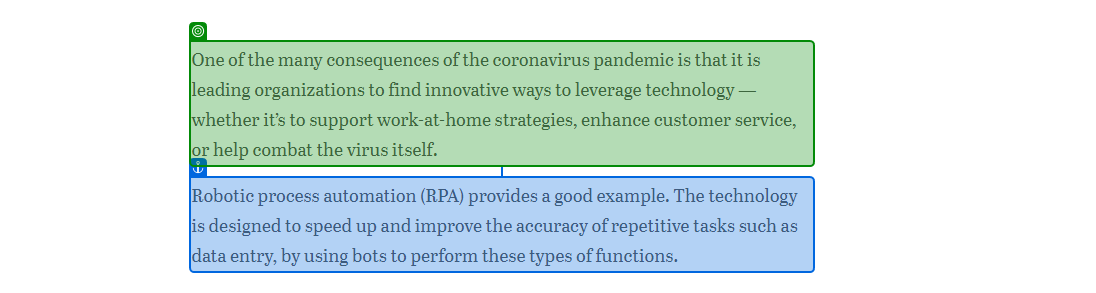 One of the many consequences of the coronavirus pandemic is that it is
leading organizations to find innovative ways to leverage technology —
whether it’s to support work-at-home strategies, enhance customer service,
or help combat the virus itself.
Robotic process automation (RPA) provides a good example. The technology
is designed to speed up and improve the accuracy of repetitive tasks such as
data entry, by using bots to perform these types of functions.